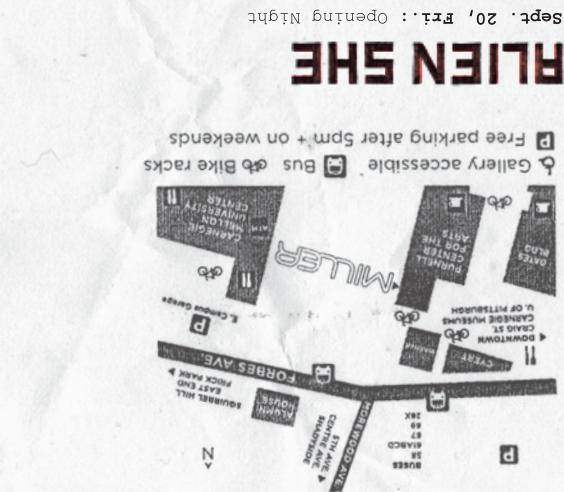 N
P
BUSES
58
61ABCD
67
69
28X
MOREWOOD AVE.
5TH AVE.
CENTRE AVE.
SHADYSIDE
ALUMNI
HOUSE
SQUIRREL HILL
EAST END
FRICK PARK
FORBES AVE.
DOWNTOWN
CRAIG ST.
CARNEGIE MUSEUMS
U. OF PITTSBURGH
CYERT
P
E. Campus Garage
GATES
BLDG
PURNELL
CENTER
FOR THE
ARTS
MILLER
CARNEGIE
MELLON
UNIVERSITY
CENTER
ATM
Gallery accessible Bus Bike racks
P Free parking after 5pm + on weekends
ALIEN SHE
Sept. 20, Fri.: Opening Night